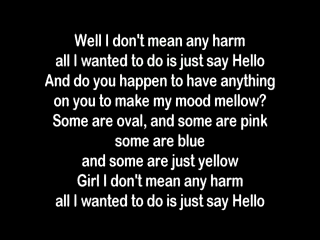 Well I don't mean any harm
all I wanted to do is just say Hello
And do you happen to have anything
on you to make my mood mellow?
Some are oval, and some are pink
some are blue
and some are just yellow
Girl I don't mean any harm
all I wanted to do is just say Hello